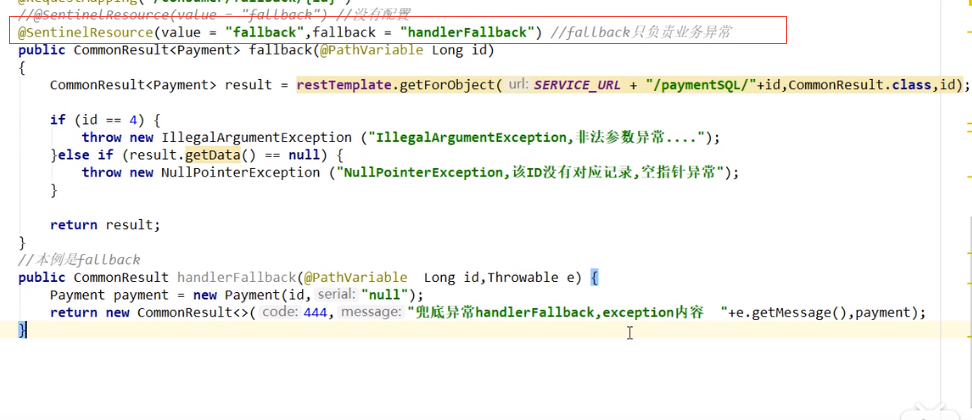 @RequestMapping("/consumer/fallback/{id}")
//@SentinelResource(value = "fallback") //没有配置
@SentinelResource(value = "fallback",fallback = "handlerFallback") //fallback只负责业务异常
public CommonResult<Payment> fallback(@PathVariable Long id)
{
CommonResult<Payment> result = restTemplate.getForObject( url: SERVICE_URL + "/paymentSQL/"+id,CommonResult.class,id);
if (id == 4) {
throw new IllegalArgumentException ("IllegalArgumentException,非法参数异常....");
}else if (result.getData() == null) {
throw new NullPointerException ("NullPointerException,该ID没有对应记录,空指针异常");
}
return result;
}
//本例是fallback
public CommonResult handlerFallback(@PathVariable  Long id,Throwable e) {
Payment payment = new Payment(id, serial: "null");
return new CommonResult<>( code: 444, message: "兜底异常handlerFallback,exception内容  "+e.getMessage(),payment);
}